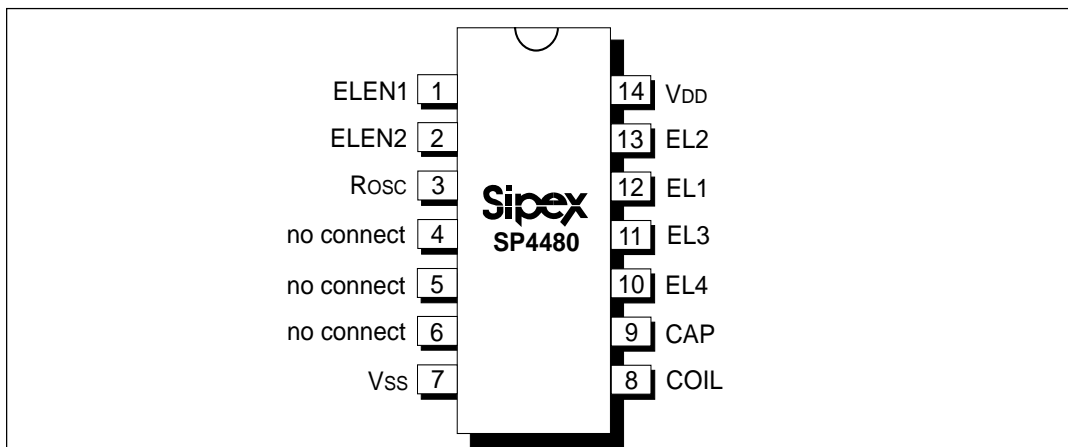 ELEN1 1
ELEN2 2
ROSC 3
no connect 4
no connect 5
no connect 6
VSS 7
Sipex
SP4480
14 VDD
13 EL2
12 EL1
11 EL3
10 EL4
9 CAP
8 COIL